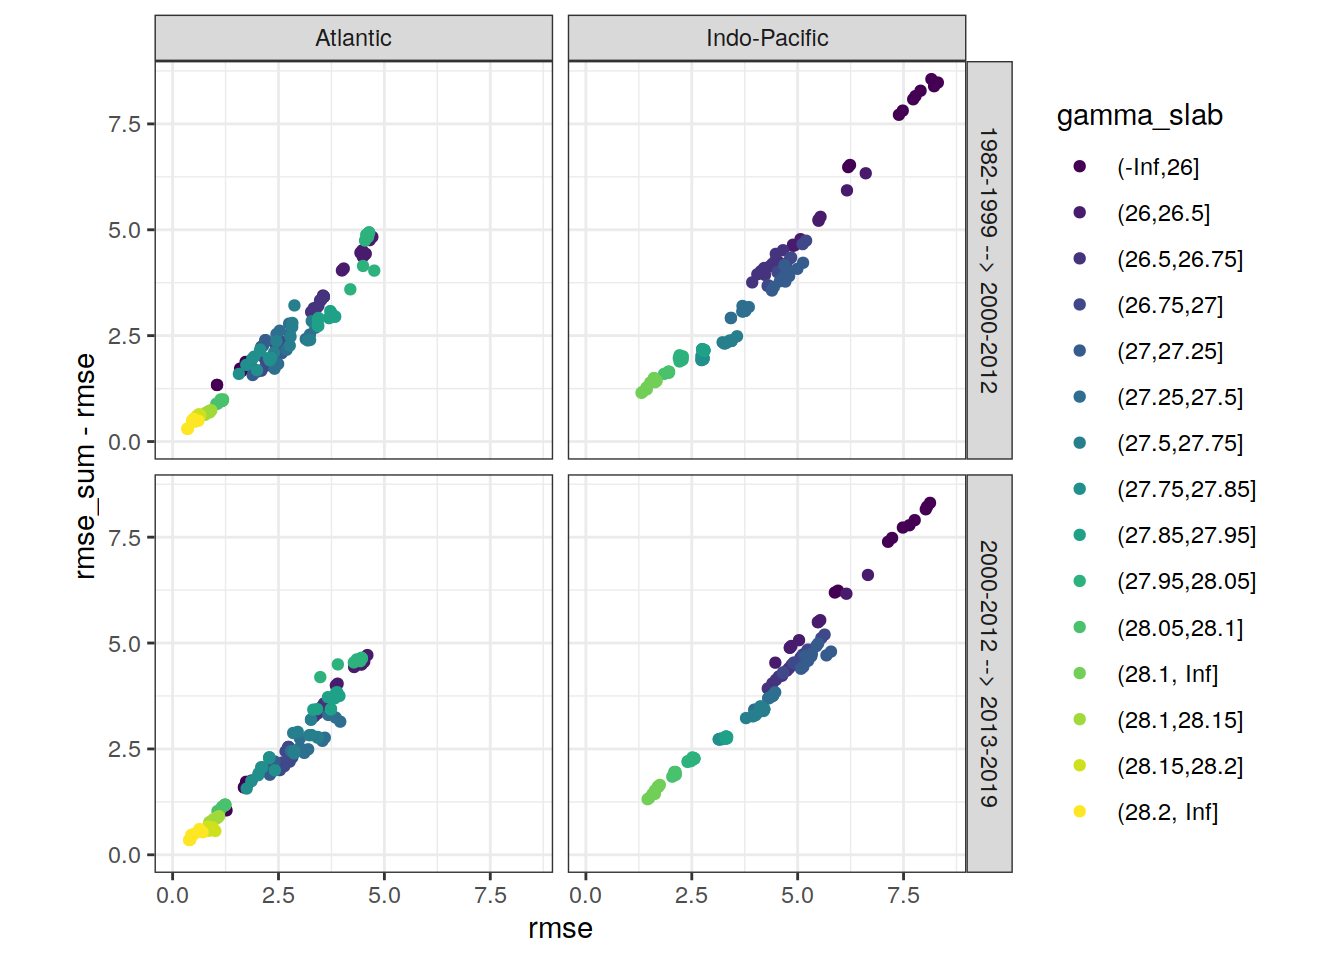 Atlantic
Indo-Pacific
7.5
5.0
2.5
0.0
1982-1999 --> 2000-2012
7.5
5.0
2.5
0.0
2000-2012 --> 2013-2019
rmse_sum - rmse
0.0 2.5 5.0 7.5
0.0 2.5 5.0 7.5
rmse
gamma_slab
(-Inf,26]
(26,26.5]
(26.5,26.75]
(26.75,27]
(27,27.25]
(27.25,27.5]
(27.5,27.75]
(27.75,27.85]
(27.85,27.95]
(27.95,28.05]
(28.05,28.1]
(28.1, Inf]
(28.1,28.15]
(28.15,28.2]
(28.2, Inf]